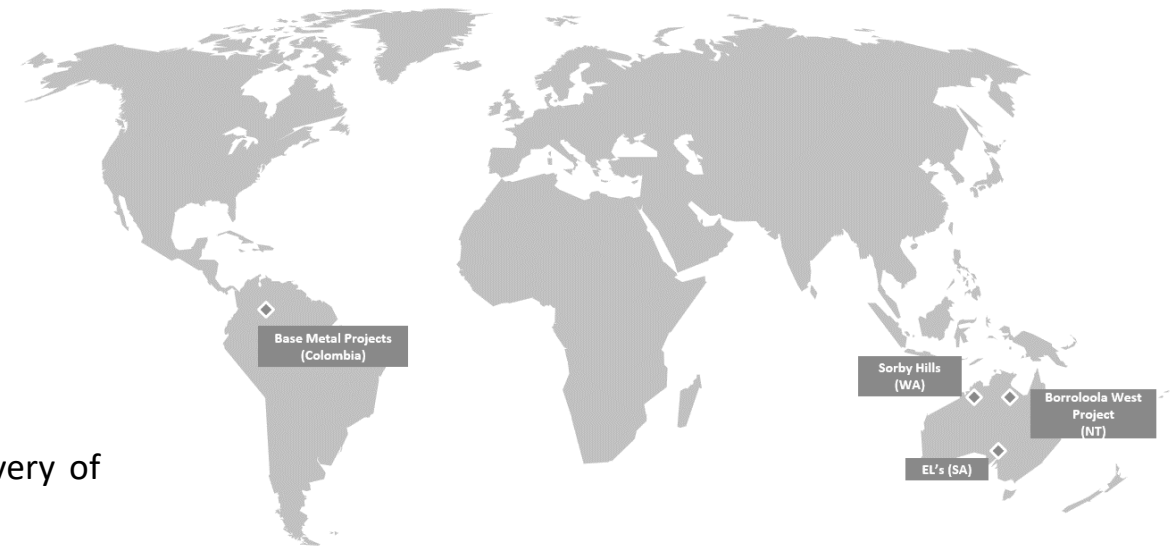 Base Metal Projects
(Colombia)
Sorby Hills
(WA)
Borroloola West
Project
(NT)
EL's (SA)
very of